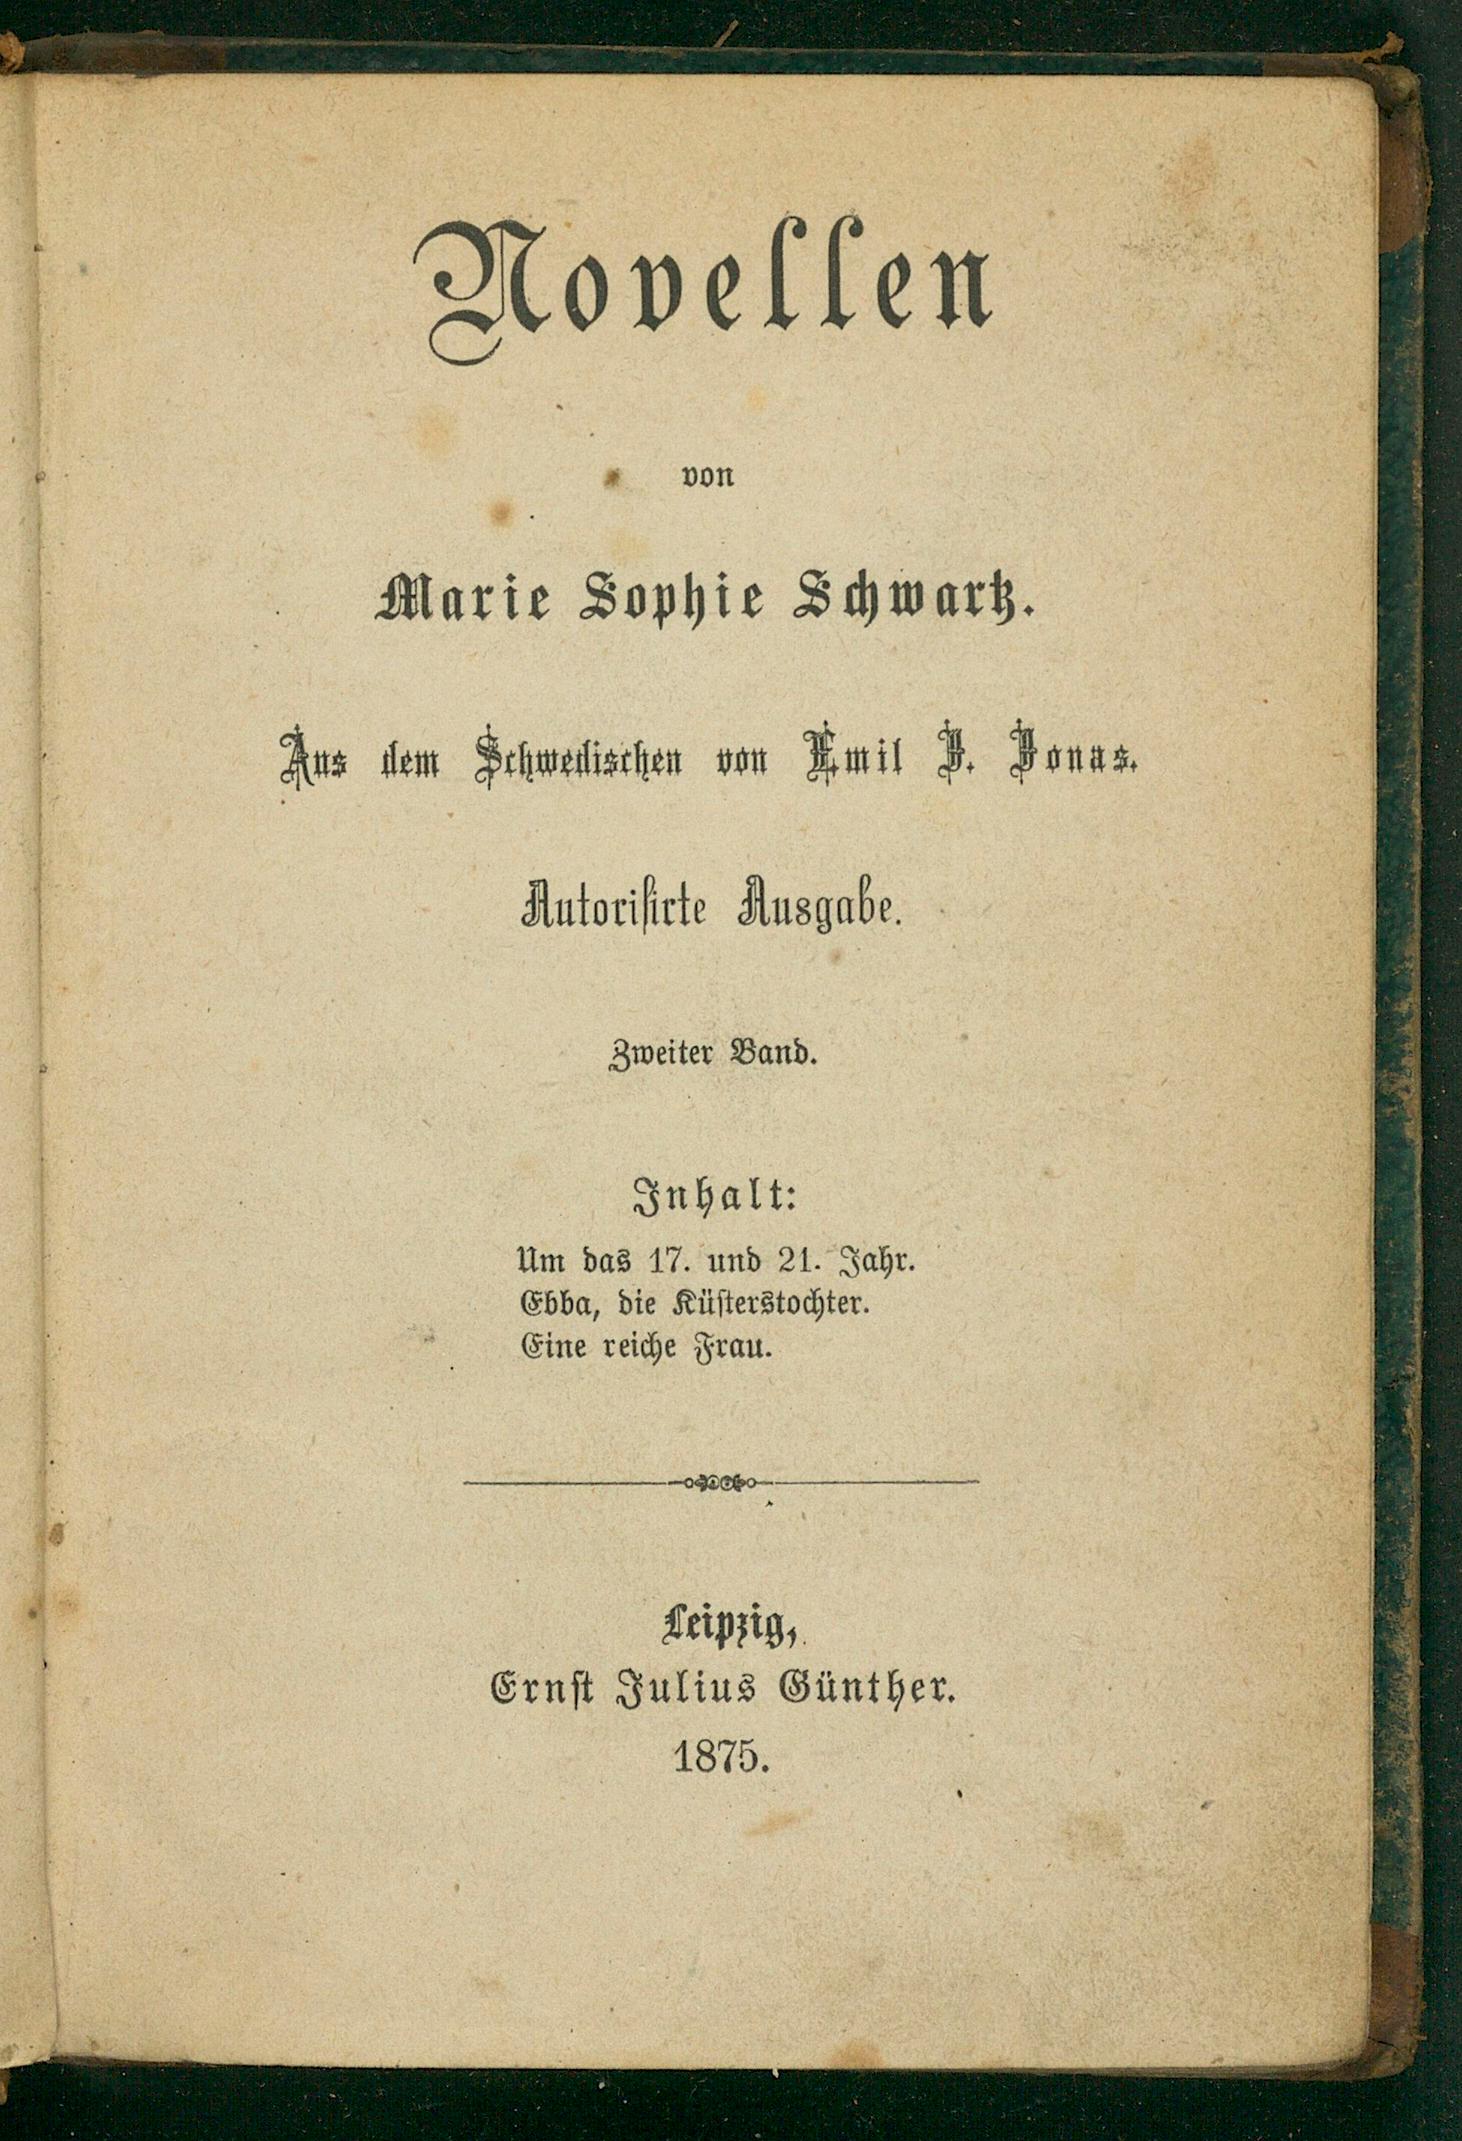 Novellen
von
Marie Sophie Schwartz.
Aus dem Schwedischen von Emil J. Jonas.
Autorisirte Ausgabe.
Zweiter Band.
Inhalt:
Um das 17. und 21. Jahr.
Ebba, die Küsterstochter.
Eine reiche Frau.
Leipzig,
Ernst Julius Günther.
1875.